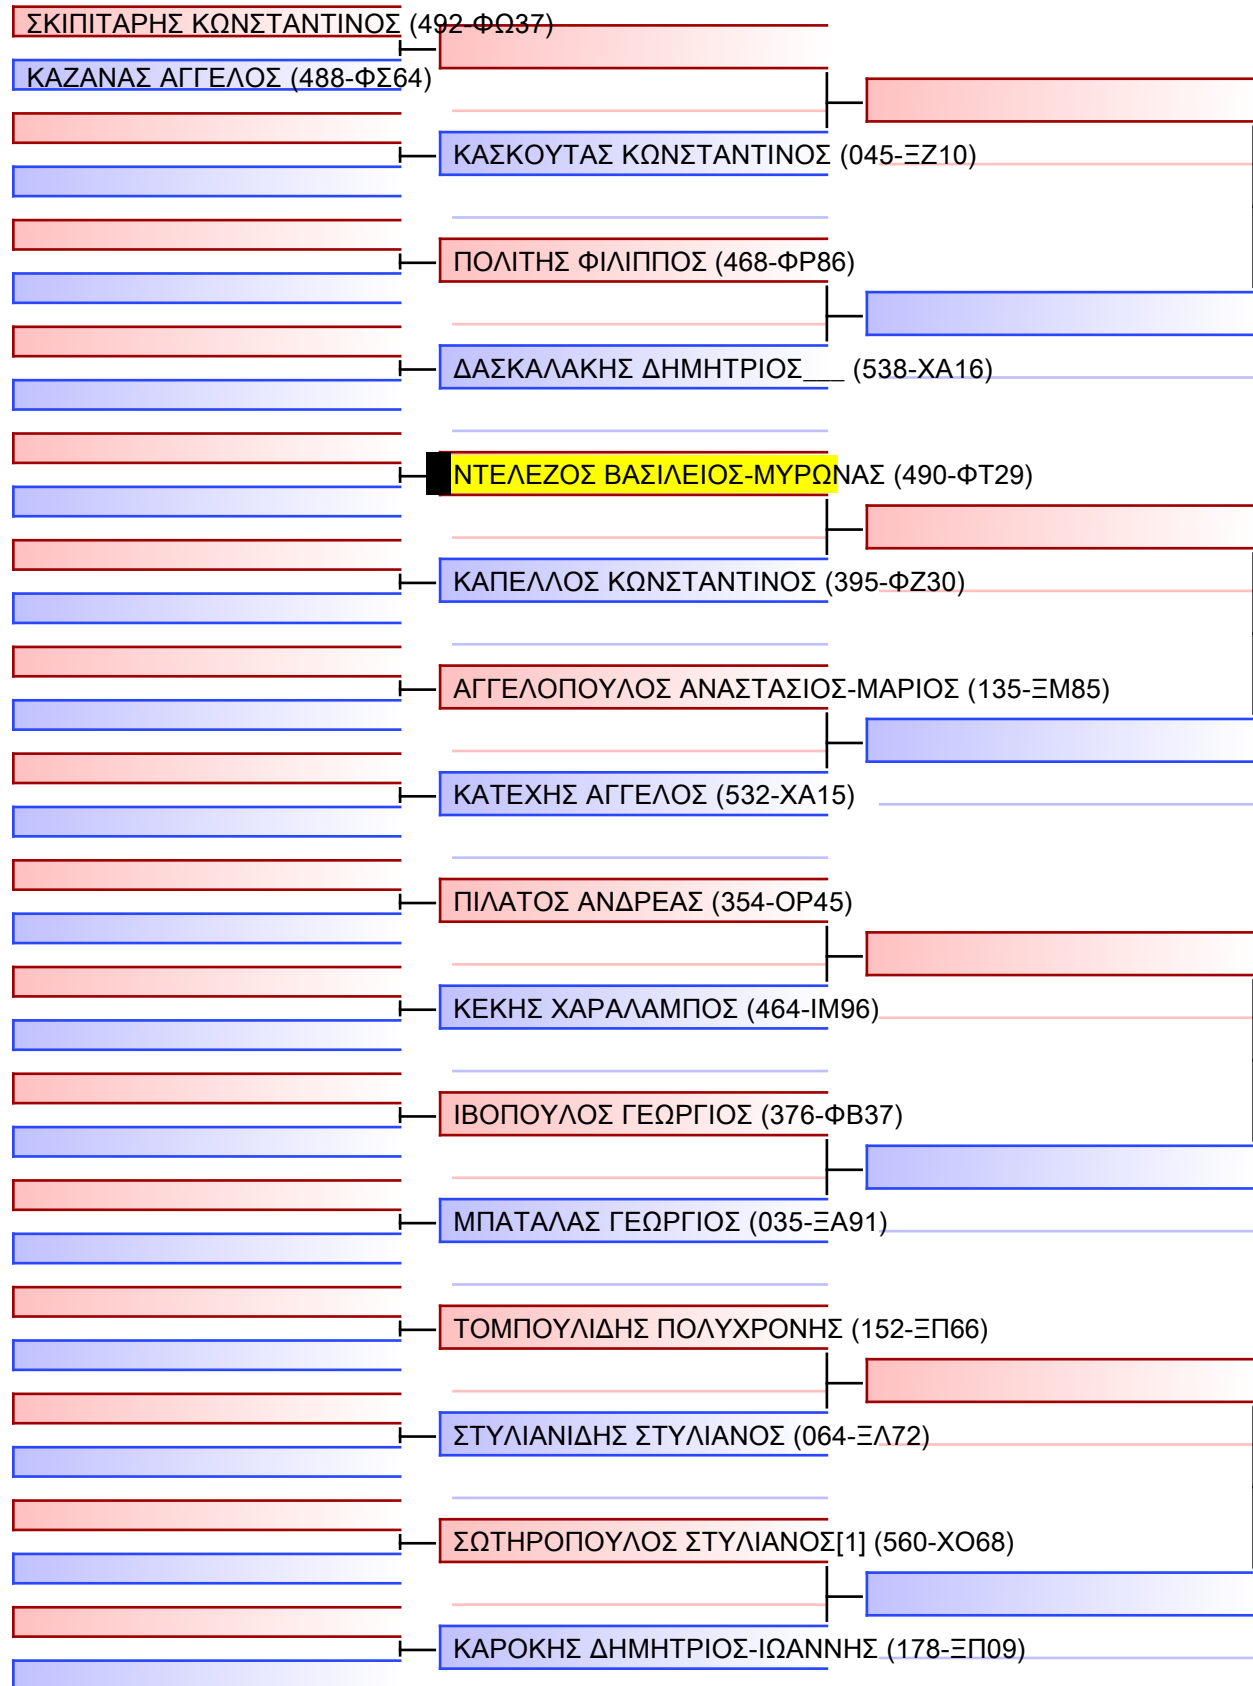 ΣΚΙΠΙΤΑΡΗΣ ΚΩΝΣΤΑΝΤΙΝΟΣ (492-ΦΩ37)
ΚΑΖΑΝΑΣ ΑΓΓΕΛΟΣ (488-ΦΣ64)
ΚΑΣΚΟΥΤΑΣ ΚΩΝΣΤΑΝΤΙΝΟΣ (045-ΞΖ10)
ΠΟΛΙΤΗΣ ΦΙΛΙΠΠΟΣ (468-ΦΡ86)
ΔΑΣΚΑΛΑΚΗΣ ΔΗΜΗΤΡΙΟΣ___ (538-ΧΑ16)
ΝΤΕΛΕΖΟΣ ΒΑΣΙΛΕΙΟΣ-ΜΥΡΩΝΑΣ (490-ΦΤ29)
ΚΑΠΕΛΛΟΣ ΚΩΝΣΤΑΝΤΙΝΟΣ (395-ΦΖ30)
ΑΓΓΕΛΟΠΟΥΛΟΣ ΑΝΑΣΤΑΣΙΟΣ-ΜΑΡΙΟΣ (135-ΞΜ85)
ΚΑΤΕΧΗΣ ΑΓΓΕΛΟΣ (532-ΧΑ15)
ΠΙΛΑΤΟΣ ΑΝΔΡΕΑΣ (354-ΟΡ45)
ΚΕΚΗΣ ΧΑΡΑΛΑΜΠΟΣ (464-ΙΜ96)
ΙΒΟΠΟΥΛΟΣ ΓΕΩΡΓΙΟΣ (376-ΦΒ37)
ΜΠΑΤΑΛΑΣ ΓΕΩΡΓΙΟΣ (035-ΞΑ91)
ΤΟΜΠΟΥΛΙΔΗΣ ΠΟΛΥΧΡΟΝΗΣ (152-ΞΠ66)
ΣΤΥΛΙΑΝΙΔΗΣ ΣΤΥΛΙΑΝΟΣ (064-ΞΛ72)
ΣΩΤΗΡΟΠΟΥΛΟΣ ΣΤΥΛΙΑΝΟΣ[1] (560-ΧΟ68)
ΚΑΡΟΚΗΣ ΔΗΜΗΤΡΙΟΣ-ΙΩΑΝΝΗΣ (178-ΞΠ09)